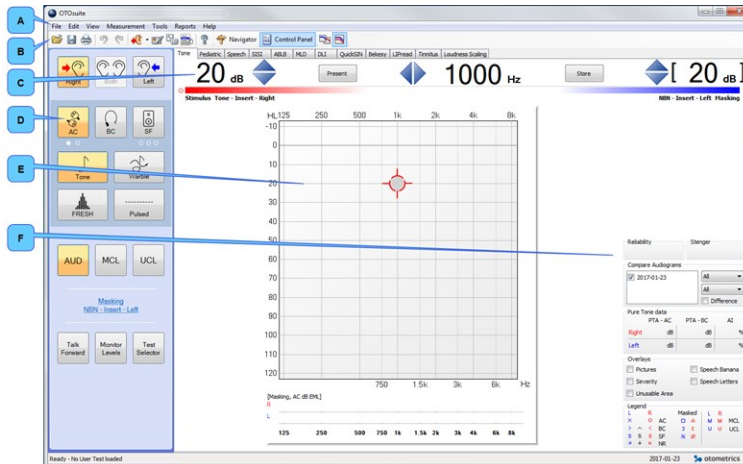 OTOsuite
A File Edit View Measurement Tools Reports Help
B Navigator Control Panel
Tone Pediatric Speech SISI ABLB MLD DLI QuickSIN Bekesy LIPread Tinnitus Loudness Scaling
C 20 dB Present 1000 Hz Store [ 20 dB ]
Right Both Left
Stimulus Tone - Insert - Right NBN - Insert - Left Masking
D AC BC SF
HL 125 250 500 1k 2k 4k 8k
-10
0
10
20
30
40
50
60
70
80
90
100
110
120
750 1.5k 3k 6k Hz
E Tone Warble
FRESH Pulsed
F
AUD MCL UCL
Masking
NBN - Insert - Left
Talk Forward Monitor Levels Test Selector
[Masking, AC dB EML]
R
L
125 250 500 750 1k 1.5k 2k 3k 4k 6k 8k
Reliability Stenger
Compare Audiograms
2017-01-23 All
All
Difference
Pure Tone data
PTA - AC PTA - BC AI
Right dB dB %
Left dB dB %
Overlays
Pictures Speech Banana
Severity Speech Letters
Unusable Area
Legend
L R Masked L R
AC MCL
BC UCL
SF
NR
Ready - No User Test loaded 2017-01-23 otometrics